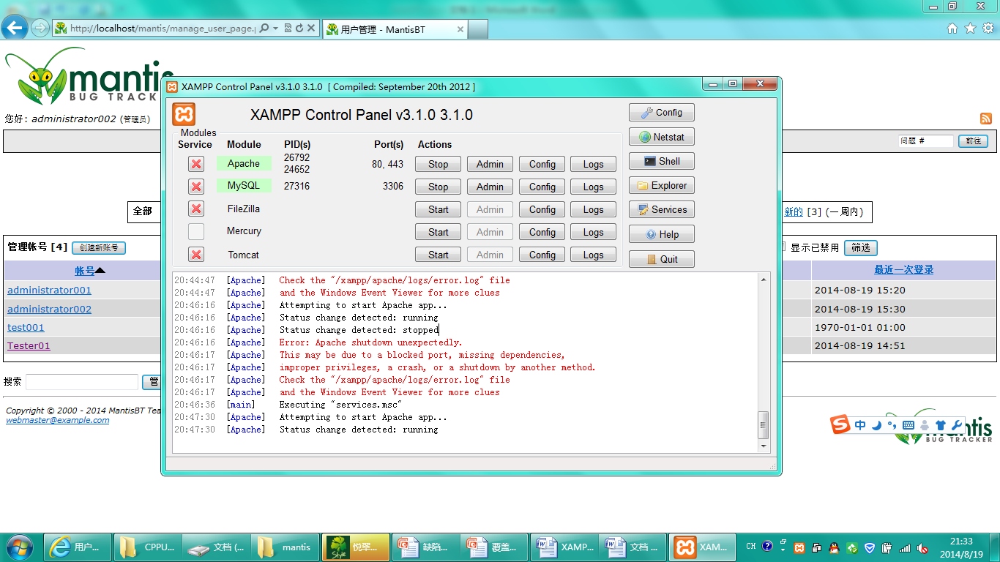 http://localhost/mantis/manage_user_page.p
用户管理 - MantisBT
mantis
BUG TRACK
您好: administrator002 (管理员)
问题 #
前往
全部
新的 [3] (一周内)
管理帐号 [4]
创建新账号
显示已禁用
筛选
帐号
最近一次登录
administrator001
2014-08-19 15:20
administrator002
2014-08-19 15:30
test001
1970-01-01 01:00
Tester01
2014-08-19 14:51
搜索
管
Copyright © 2000 - 2014 MantisBT Tea
webmaster@example.com
XAMPP Control Panel v3.1.0 3.1.0 [ Compiled: September 20th 2012 ]
XAMPP Control Panel v3.1.0 3.1.0
Modules
Service Module PID(s) Port(s) Actions
Apache 26792 24652 80, 443 Stop Admin Config Logs
MySQL 27316 3306 Stop Admin Config Logs
FileZilla Start Admin Config Logs
Mercury Start Admin Config Logs
Tomcat Start Admin Config Logs
Config
Netstat
Shell
Explorer
Services
Help
Quit
20:44:47 [Apache] Check the "/xampp/apache/logs/error.log" file
20:44:47 [Apache] and the Windows Event Viewer for more clues
20:46:16 [Apache] Attempting to start Apache app...
20:46:16 [Apache] Status change detected: running
20:46:16 [Apache] Status change detected: stopped
20:46:16 [Apache] Error: Apache shutdown unexpectedly.
20:46:17 [Apache] This may be due to a blocked port, missing dependencies,
20:46:17 [Apache] improper privileges, a crash, or a shutdown by another method.
20:46:17 [Apache] Check the "/xampp/apache/logs/error.log" file
20:46:17 [Apache] and the Windows Event Viewer for more clues
20:46:36 [main] Executing "services.msc"
20:47:30 [Apache] Attempting to start Apache app...
20:47:30 [Apache] Status change detected: running
中
mantis
BUG TRACKER
用户...
CPPU...
文档 (...
mantis
悦翠...
缺陷...
覆盖...
XAMP...
文档 ...
XAM...
CH
21:33
2014/8/19